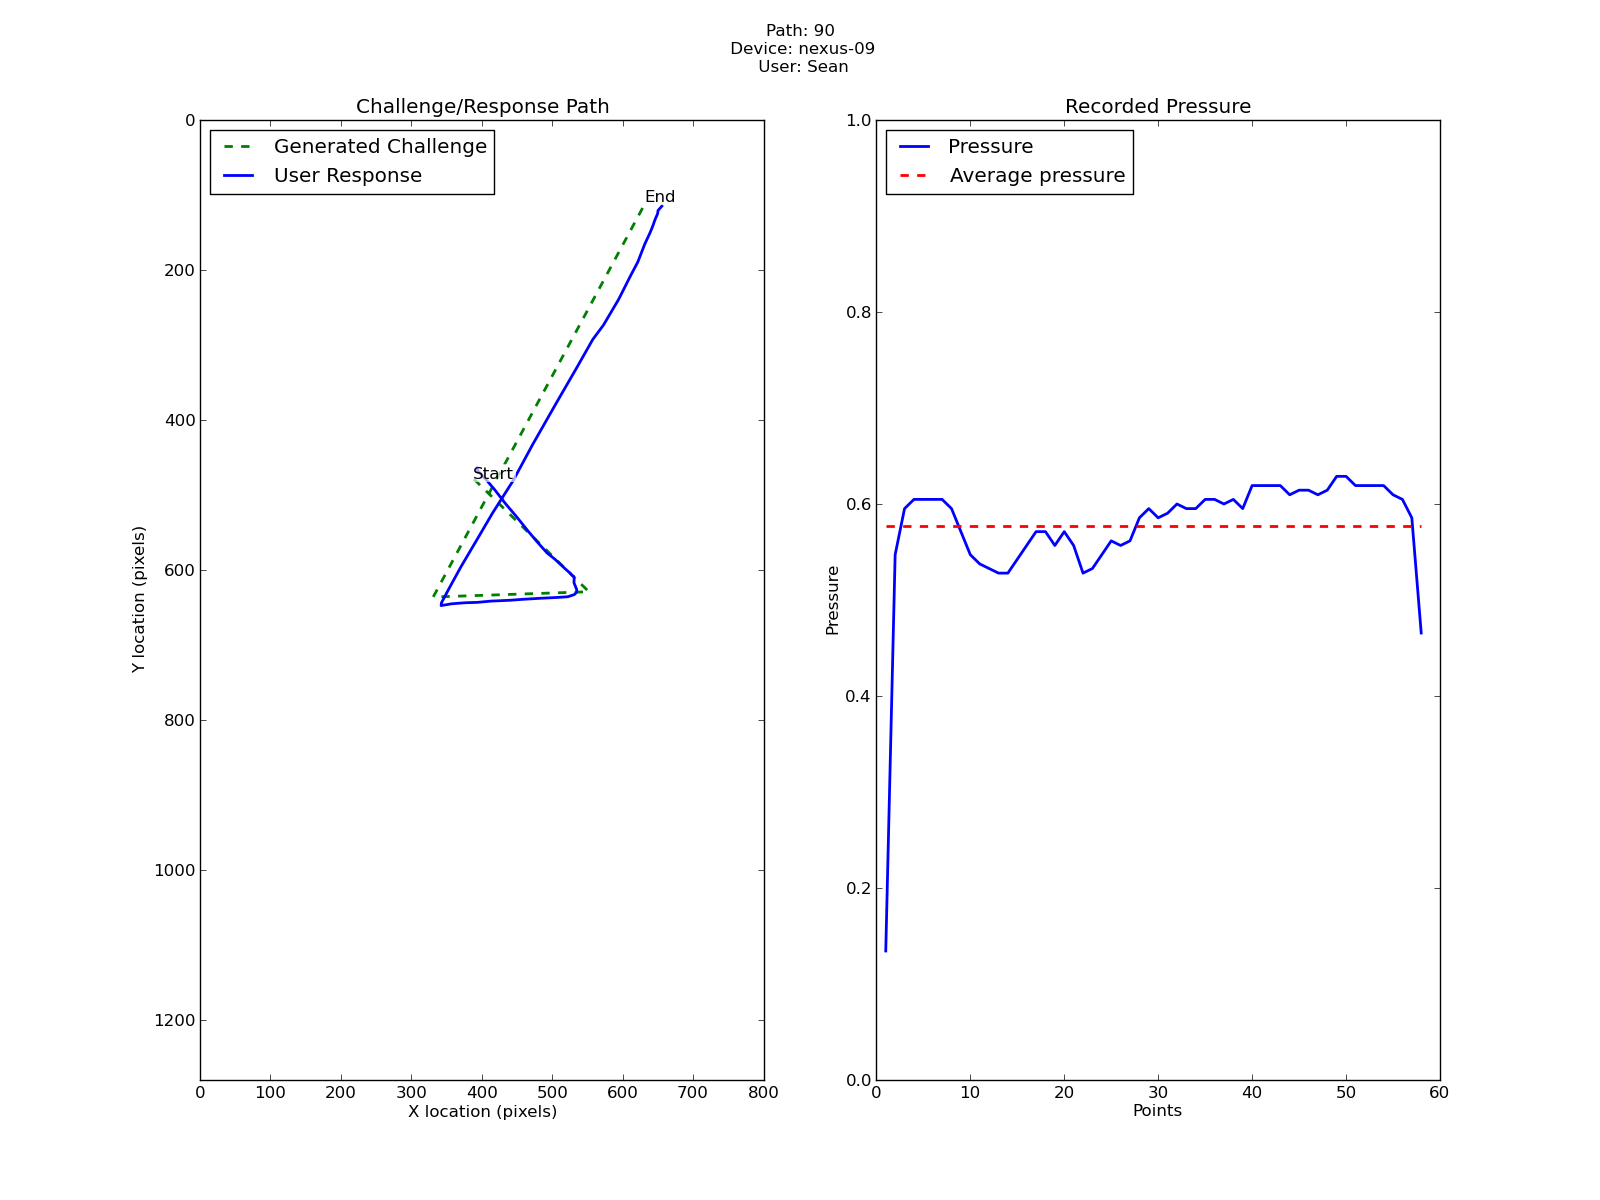 Path: 90
Device: nexus-09
User: Sean
Challenge/Response Path
Generated Challenge
User Response
End
Start
0
200
400
600
800
1000
1200
Y location (pixels)
0 100 200 300 400 500 600 700 800
X location (pixels)
Recorded Pressure
Pressure
Average pressure
1.0
0.8
0.6
0.4
0.2
0.0
Pressure
0 10 20 30 40 50 60
Points